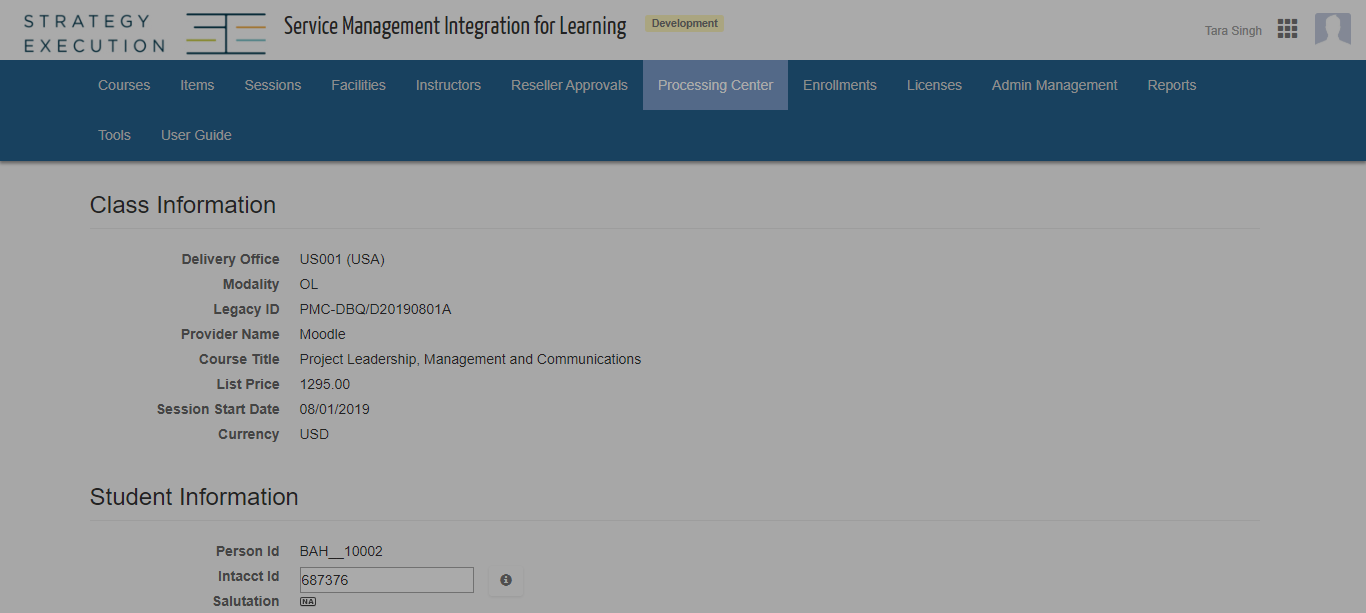 STRATEGY
EXECUTION
Service Management Integration for Learning
Development
Tara Singh
Courses Items Sessions Facilities Instructors Reseller Approvals Processing Center Enrollments Licenses Admin Management Reports
Tools User Guide
Class Information
Delivery Office US001 (USA)
Modality OL
Legacy ID PMC-DBQ/D20190801A
Provider Name Moodle
Course Title Project Leadership, Management and Communications
List Price 1295.00
Session Start Date 08/01/2019
Currency USD
Student Information
Person Id BAH__10002
Intacct Id 687376
Salutation NA